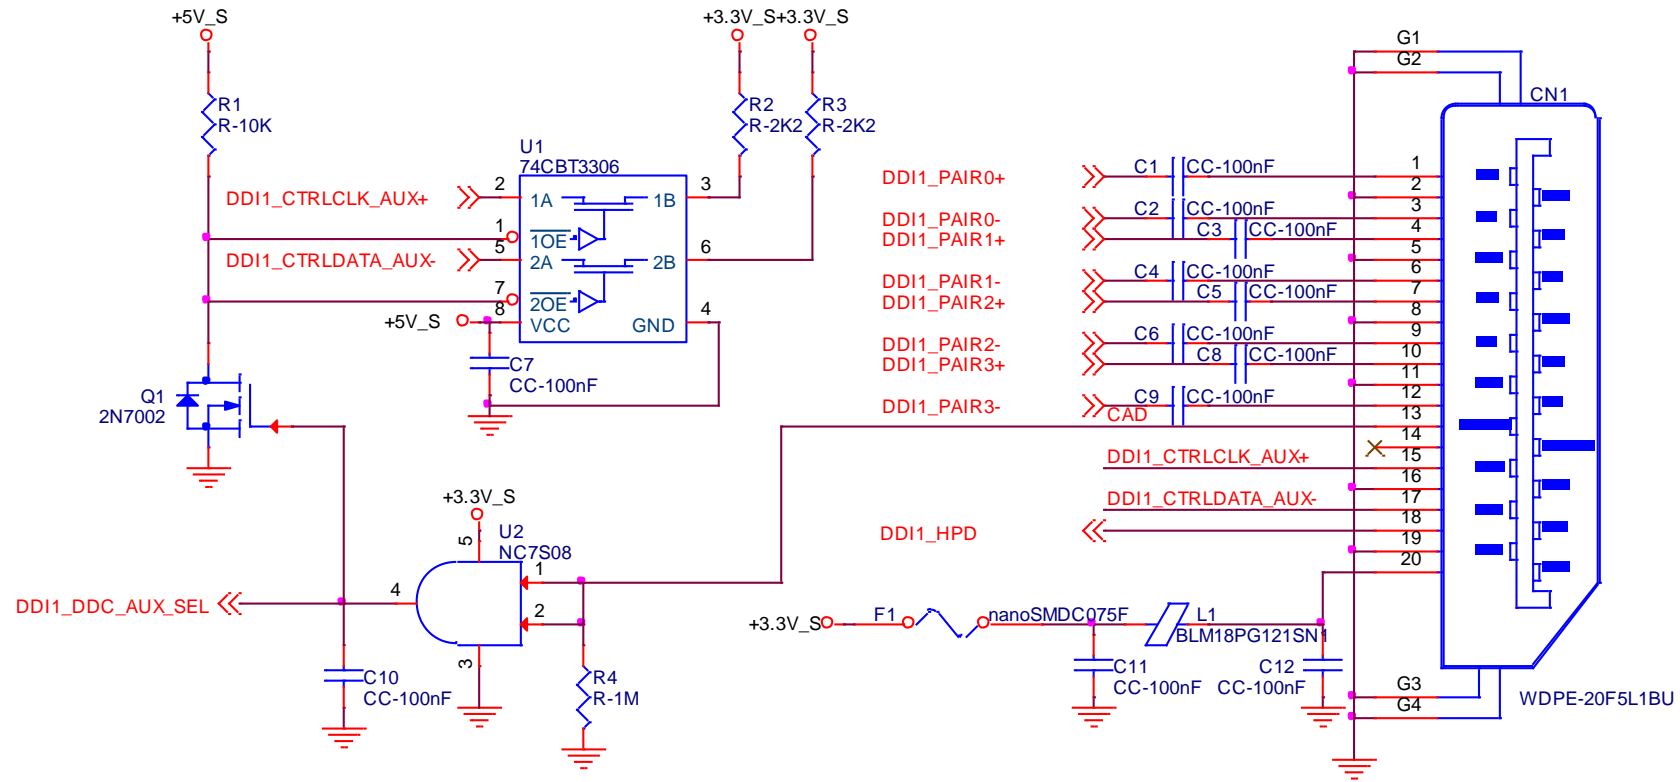 +5V_S
+3.3V_S
+3.3V_S
R1
R-10K
R2
R-2K2
R3
R-2K2
U1
74CBT3306
DDI1_CTRLCLK_AUX+
2
1A
1B
3
1
1OE
DDI1_CTRLDATA_AUX-
5
2A
2B
6
7
2OE
+5V_S
8
VCC
GND
4
C7
CC-100nF
Q1
2N7002
+3.3V_S
U2
NC7S08
5
1
2
4
3
DDI1_DDC_AUX_SEL
C10
CC-100nF
R4
R-1M
DDI1_PAIR0+
C1
CC-100nF
DDI1_PAIR0-
C2
CC-100nF
DDI1_PAIR1+
C3
CC-100nF
DDI1_PAIR1-
C4
CC-100nF
DDI1_PAIR2+
C5
CC-100nF
DDI1_PAIR2-
C6
CC-100nF
DDI1_PAIR3+
C8
CC-100nF
DDI1_PAIR3-
C9
CC-100nF
CAD
DDI1_CTRLCLK_AUX+
DDI1_CTRLDATA_AUX-
DDI1_HPD
+3.3V_S
F1
nanoSMDC075F
L1
BLM18PG121SN1
C11
CC-100nF
C12
CC-100nF
G1
G2
CN1
1
2
3
4
5
6
7
8
9
10
11
12
13
14
15
16
17
18
19
20
G3
G4
WDPE-20F5L1BU